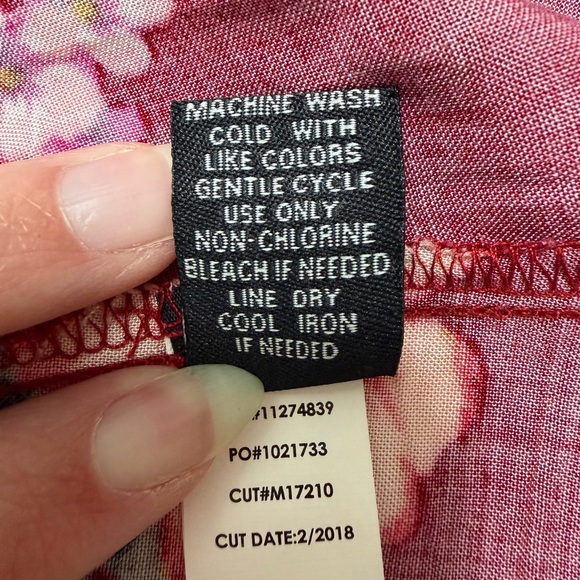 MACHINE WASH
COLD WITH
LIKE COLORS
GENTLE CYCLE
USE ONLY
NON-CHLORINE
BLEACH IF NEEDED
LINE DRY
COOL IRON
IF NEEDED
#11274839
PO#1021733
CUT#M17210
CUT DATE:2/2018